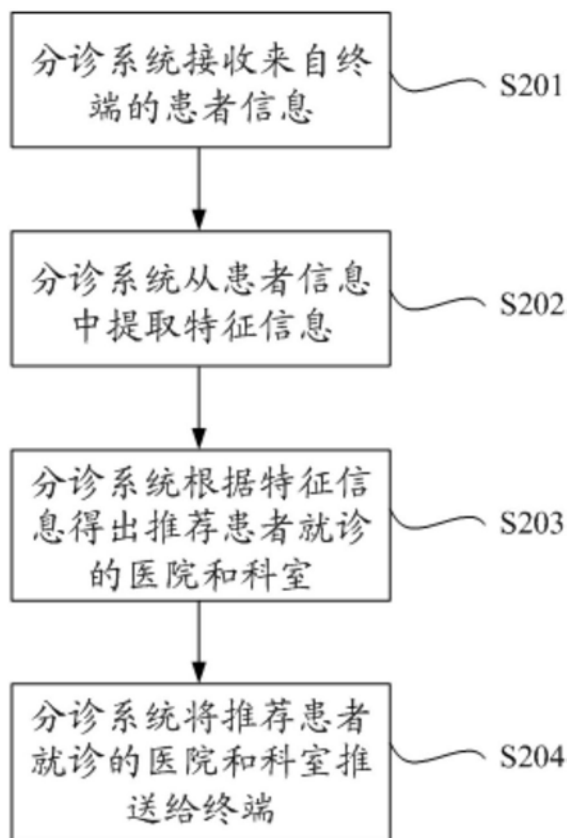 分诊系统接收来自终
端的患者信息
S201
分诊系统从患者信息
中提取特征信息
S202
分诊系统根据特征信
息得出推荐患者就诊
的医院和科室
S203
分诊系统将推荐患者
就诊的医院和科室推
送给终端
S204